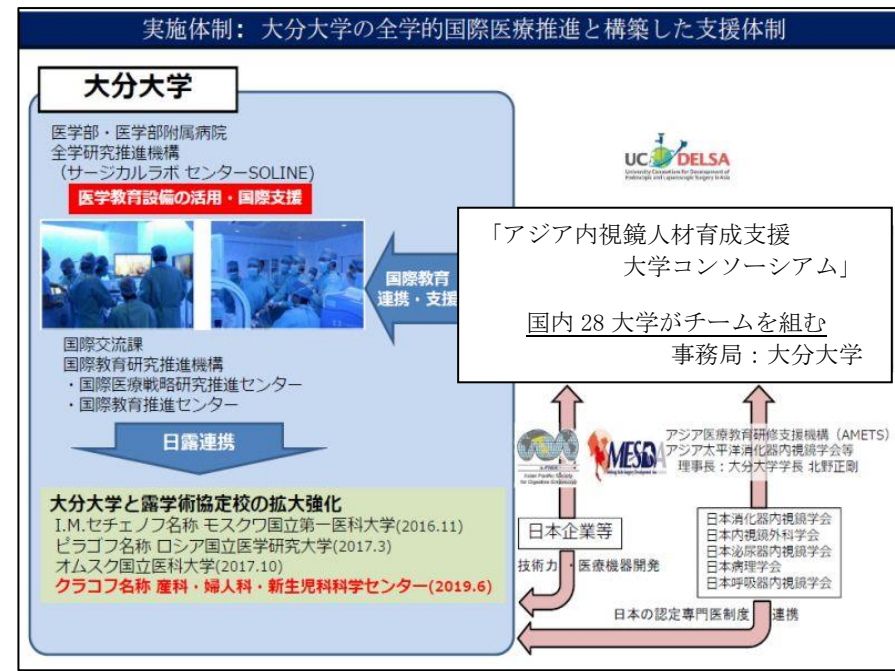 実施体制： 大分大学の全学的国際医療推進と構築した支援体制
大分大学
医学部・医学部附属病院
全学研究推進機構
（サージカルラボ センターSOLINE）
医学教育設備の活用・国際支援
国際教育
連携・支援
国際交流課
国際教育研究推進機構
・国際医療戦略研究推進センター
・国際教育推進センター
日露連携
大分大学と露学術協定校の拡大強化
I.M.セチェノフ名称 モスクワ国立第一医科大学(2016.11)
ピラゴフ名称 ロシア国立医学研究大学(2017.3)
オムスク国立医科大学(2017.10)
クラコフ名称 産科・婦人科・新生児科科学センター(2019.6)
UC DELSA
University Consortium for Development of
Endoscopic and Laparoscopic Surgery in Asia
「アジア内視鏡人材育成支援
大学コンソーシアム」
国内 28 大学がチームを組む
事務局：大分大学
Asian Pacific Society
for Digestive Endoscopy
MESDA
アジア医療教育研修支援機構（AMETS）
アジア太平洋消化器内視鏡学会等
理事長：大分大学学長 北野正剛
日本企業等
技術力・医療機器開発
日本消化器内視鏡学会
日本内視鏡外科学会
日本泌尿器内視鏡学会
日本病理学会
日本呼吸器内視鏡学会
日本の認定専門医制度 連携